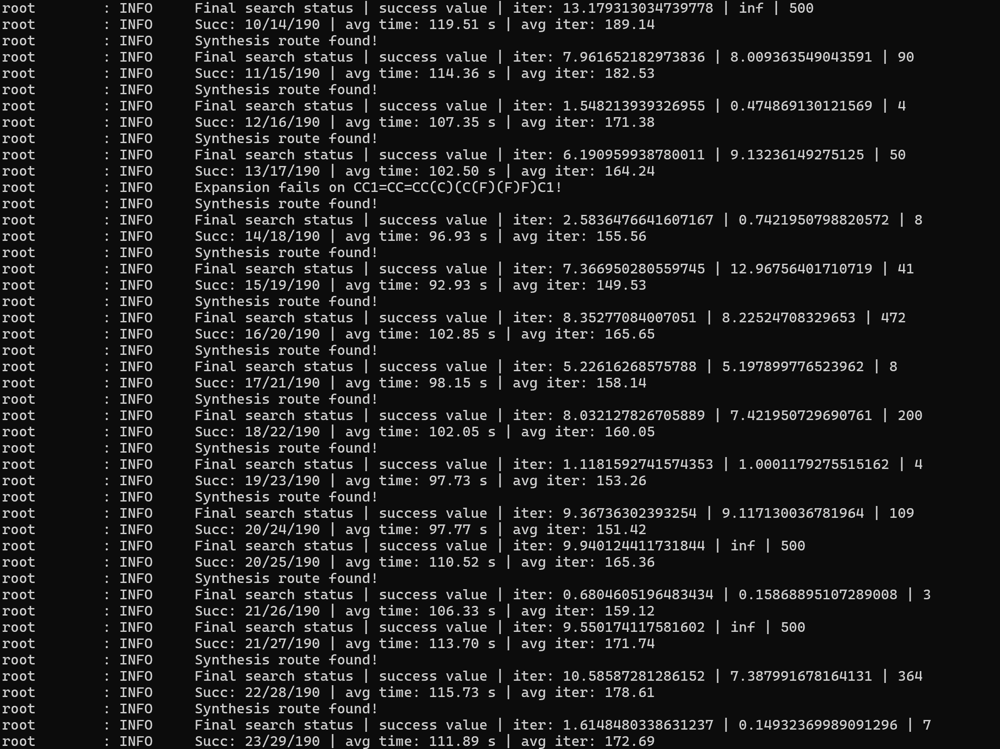 root : INFO Final search status | success value | iter: 13.179313034739778 | inf | 500
root : INFO Succ: 10/14/190 | avg time: 119.51 s | avg iter: 189.14
root : INFO Synthesis route found!
root : INFO Final search status | success value | iter: 7.961652182973836 | 8.009363549043591 | 90
root : INFO Succ: 11/15/190 | avg time: 114.36 s | avg iter: 182.53
root : INFO Synthesis route found!
root : INFO Final search status | success value | iter: 1.548213939326955 | 0.474869130121569 | 4
root : INFO Succ: 12/16/190 | avg time: 107.35 s | avg iter: 171.38
root : INFO Synthesis route found!
root : INFO Final search status | success value | iter: 6.190959938780011 | 9.13236149275125 | 50
root : INFO Succ: 13/17/190 | avg time: 102.50 s | avg iter: 164.24
root : INFO Expansion fails on CC1=CC=CC(C)(C(F)(F)F)C1!
root : INFO Synthesis route found!
root : INFO Final search status | success value | iter: 2.5836476641607167 | 0.7421950798820572 | 8
root : INFO Succ: 14/18/190 | avg time: 96.93 s | avg iter: 155.56
root : INFO Synthesis route found!
root : INFO Final search status | success value | iter: 7.366950280559745 | 12.96756401710719 | 41
root : INFO Succ: 15/19/190 | avg time: 92.93 s | avg iter: 149.53
root : INFO Synthesis route found!
root : INFO Final search status | success value | iter: 8.35277084007051 | 8.22524708329653 | 472
root : INFO Succ: 16/20/190 | avg time: 102.85 s | avg iter: 165.65
root : INFO Synthesis route found!
root : INFO Final search status | success value | iter: 5.22616268575788 | 5.197899776523962 | 8
root : INFO Succ: 17/21/190 | avg time: 98.15 s | avg iter: 158.14
root : INFO Synthesis route found!
root : INFO Final search status | success value | iter: 8.032127826705889 | 7.421950729690761 | 200
root : INFO Succ: 18/22/190 | avg time: 102.05 s | avg iter: 160.05
root : INFO Synthesis route found!
root : INFO Final search status | success value | iter: 1.1181592741574353 | 1.0001179275515162 | 4
root : INFO Succ: 19/23/190 | avg time: 97.73 s | avg iter: 153.26
root : INFO Synthesis route found!
root : INFO Final search status | success value | iter: 9.36736302393254 | 9.117130036781964 | 109
root : INFO Succ: 20/24/190 | avg time: 97.77 s | avg iter: 151.42
root : INFO Final search status | success value | iter: 9.940124411731844 | inf | 500
root : INFO Succ: 20/25/190 | avg time: 110.52 s | avg iter: 165.36
root : INFO Synthesis route found!
root : INFO Final search status | success value | iter: 0.6804605196483434 | 0.15868895107289008 | 3
root : INFO Succ: 21/26/190 | avg time: 106.33 s | avg iter: 159.12
root : INFO Final search status | success value | iter: 9.550174117581602 | inf | 500
root : INFO Succ: 21/27/190 | avg time: 113.70 s | avg iter: 171.74
root : INFO Synthesis route found!
root : INFO Final search status | success value | iter: 10.58587281286152 | 7.387991678164131 | 364
root : INFO Succ: 22/28/190 | avg time: 115.73 s | avg iter: 178.61
root : INFO Synthesis route found!
root : INFO Final search status | success value | iter: 1.6148480338631237 | 0.14932369989091296 | 7
root : INFO Succ: 23/29/190 | avg time: 111.89 s | avg iter: 172.69